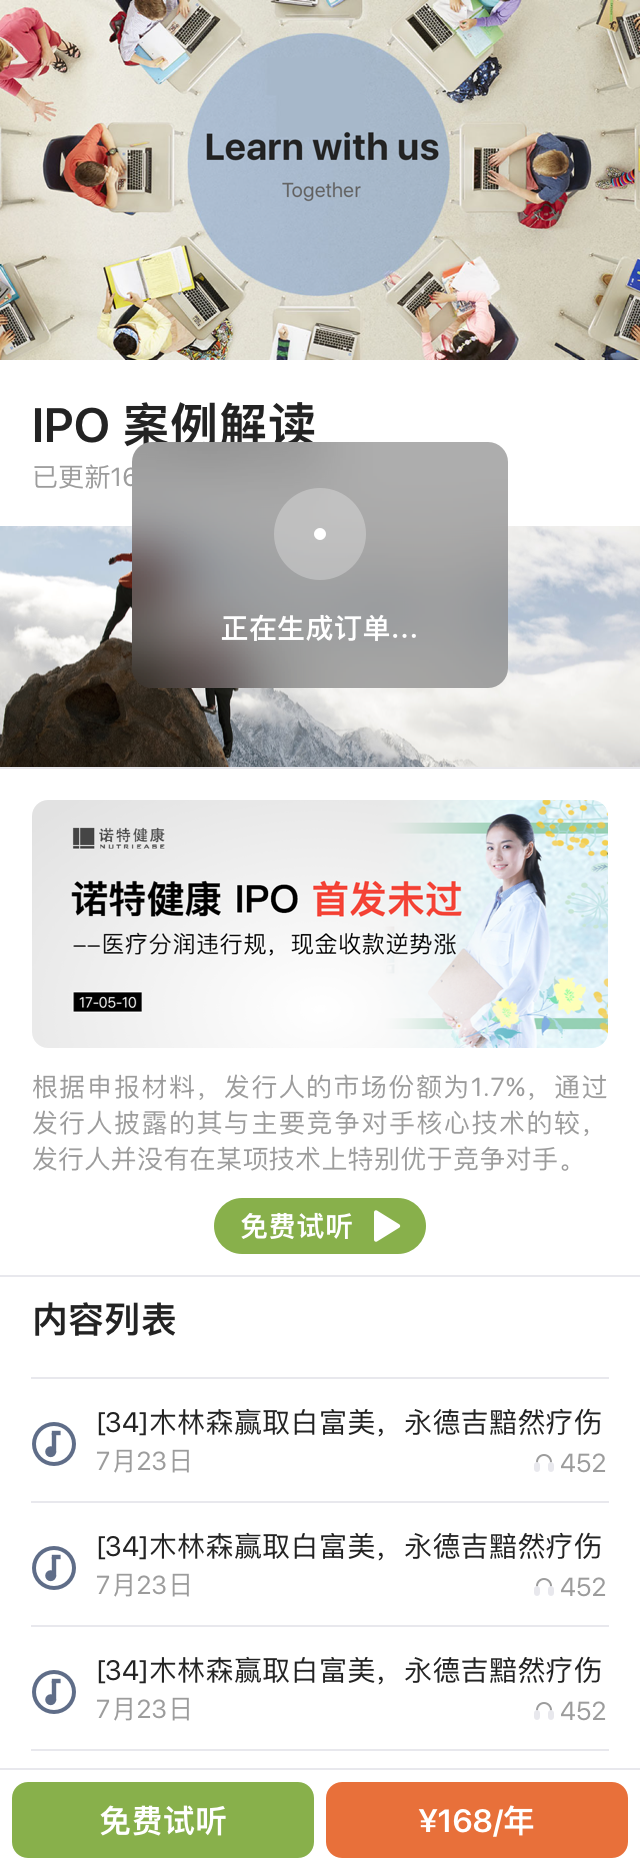 Learn with us
Together
IPO 案例解读
已更新16
正在生成订单...
诺特健康
NUTRIEASE
诺特健康 IPO 首发未过
––医疗分润违行规，现金收款逆势涨
17-05-10
根据申报材料，发行人的市场份额为1.7%，通过
发行人披露的其与主要竞争对手核心技术的较，
发行人并没有在某项技术上特别优于竞争对手。
免费试听
内容列表
[34]木林森赢取白富美，永德吉黯然疗伤
7月23日
452
[34]木林森赢取白富美，永德吉黯然疗伤
7月23日
452
[34]木林森赢取白富美，永德吉黯然疗伤
7月23日
452
免费试听
¥168/年